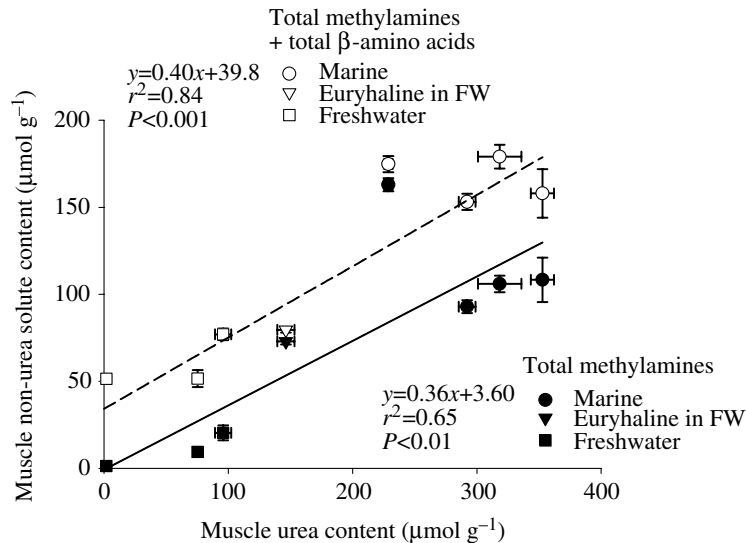 Total methylamines
+ total β-amino acids
y=0.40x+39.8
r²=0.84
P<0.001
Marine
Euryhaline in FW
Freshwater
200
150
100
50
0
Muscle non-urea solute content (μmol g⁻¹)
Total methylamines
y=0.36x+3.60
r²=0.65
P<0.01
Marine
Euryhaline in FW
Freshwater
0
100
200
300
400
Muscle urea content (μmol g⁻¹)